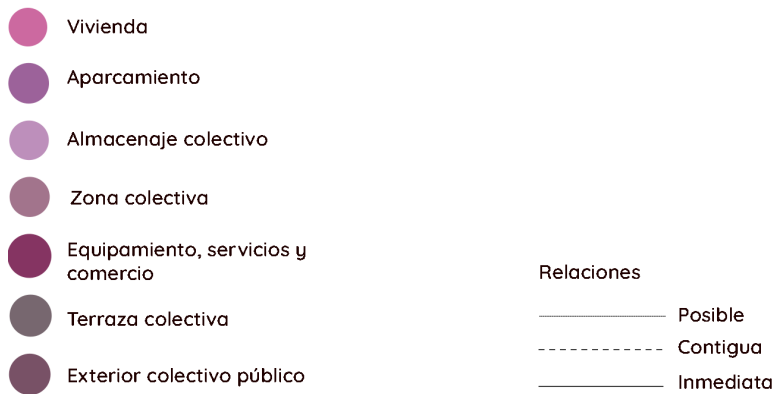 Vivienda
Aparcamiento
Almacenaje colectivo
Zona colectiva
Equipamiento, servicios y
comercio
Terraza colectiva
Exterior colectivo público
Relaciones
Posible
Contigua
Inmediata